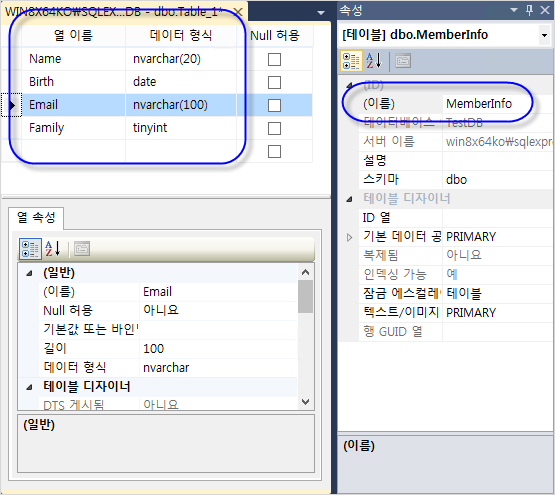 WIN8X64KO₩SQLEX...DB - dbo.Table_1*
열 이름 데이터 형식 Null 허용
Name nvarchar(20)
Birth date
Email nvarchar(100)
Family tinyint
열 속성
(일반)
(이름) Email
Null 허용 아니요
기본값 또는 바인
길이 100
데이터 형식 nvarchar
테이블 디자이너
DTS 게시됨 아니요
(일반)
속성
[테이블] dbo.MemberInfo
(ID)
(이름) MemberInfo
데이터베이스 TestDB
서버 이름 win8x64ko₩sqlexpre
설명
스키마 dbo
테이블 디자이너
ID 열
기본 데이터 공 PRIMARY
복제됨 아니요
인덱싱 가능 예
잠금 에스컬레 테이블
텍스트/이미지 PRIMARY
행 GUID 열
(이름)